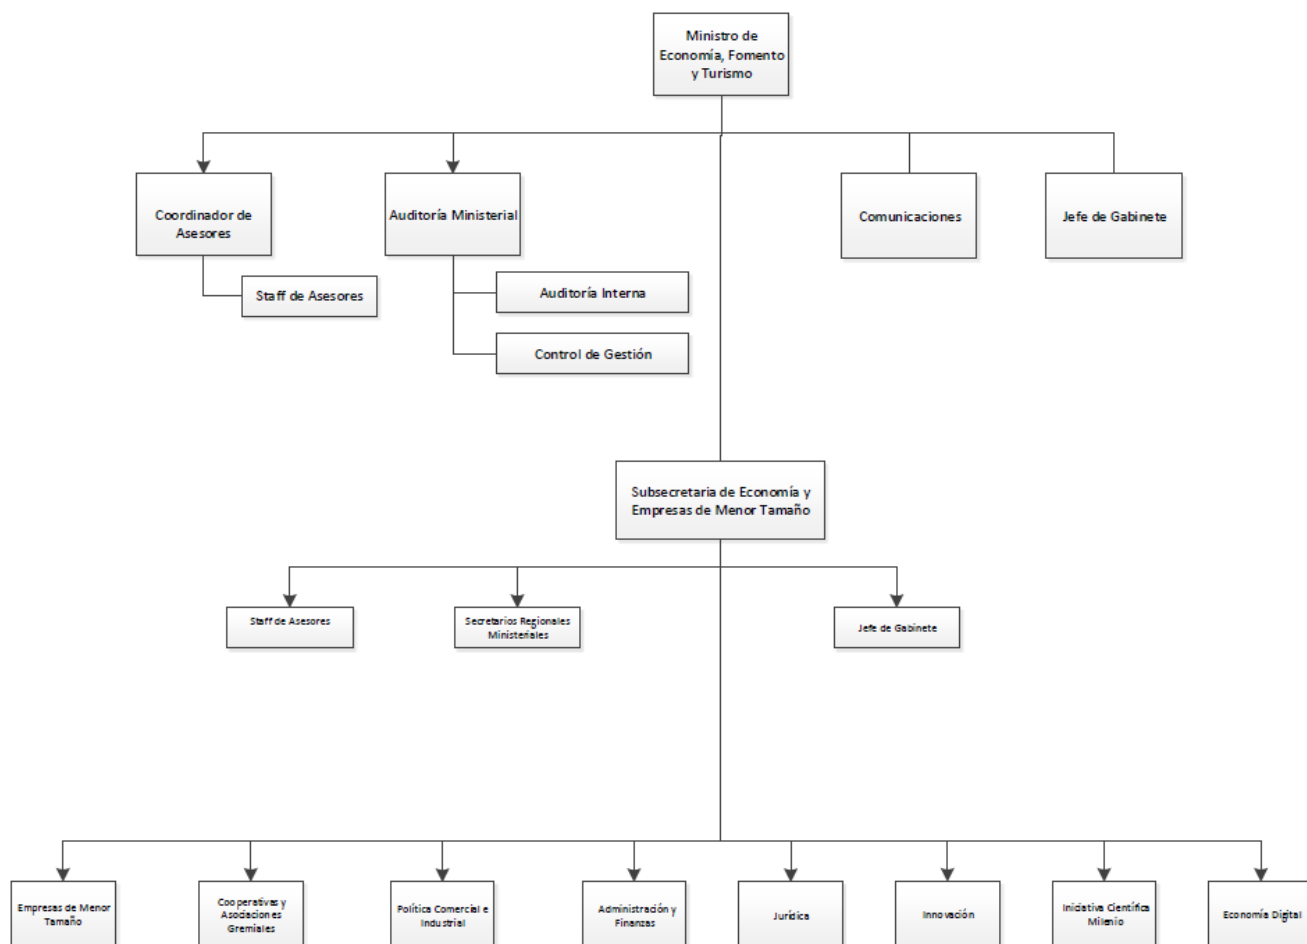 Ministro de
Economía, Fomento
y Turismo
Coordinador de
Asesores
Auditoría Ministerial
Comunicaciones
Jefe de Gabinete
Staff de Asesores
Auditoría Interna
Control de Gestión
Subsecretaria de Economía y
Empresas de Menor Tamaño
Staff de Asesores
Secretarios Regionales
Ministeriales
Jefe de Gabinete
Empresas de Menor
Tamaño
Cooperativas y
Asociaciones
Gremiales
Política Comercial e
Industrial
Administración y
Finanzas
Jurídica
Innovación
Iniciativa Científica
Milenio
Economía Digital